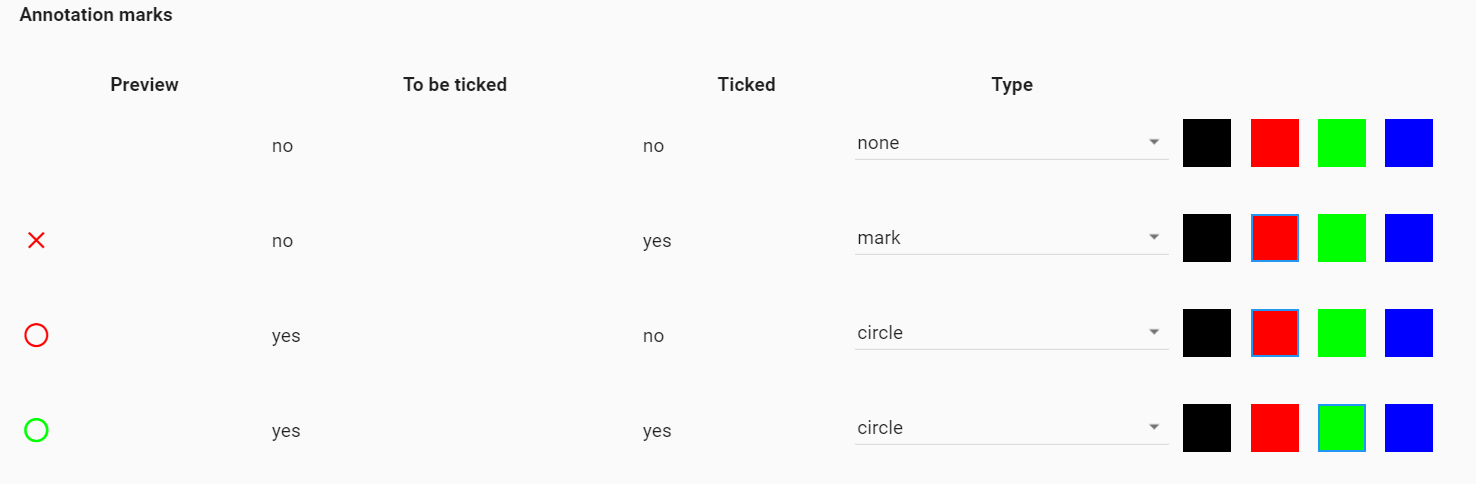 Annotation marks
Preview To be ticked Ticked Type
no no none
no yes mark
yes no circle
yes yes circle